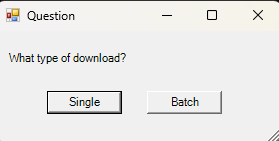 Question
What type of download?
Single
Batch